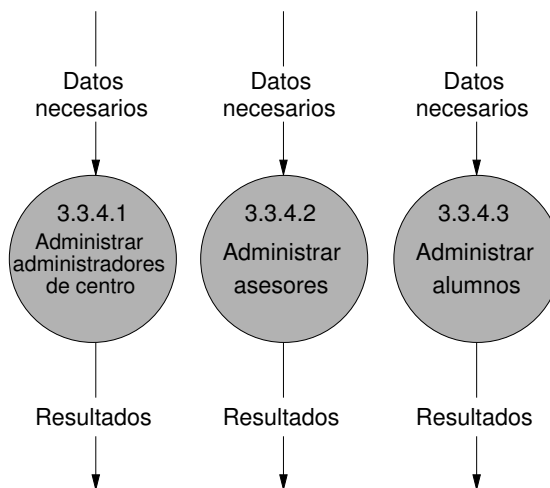 Datos
necesarios
Datos
necesarios
Datos
necesarios
3.3.4.1
Administrar
administradores
de centro
3.3.4.2
Administrar
asesores
3.3.4.3
Administrar
alumnos
Resultados
Resultados
Resultados